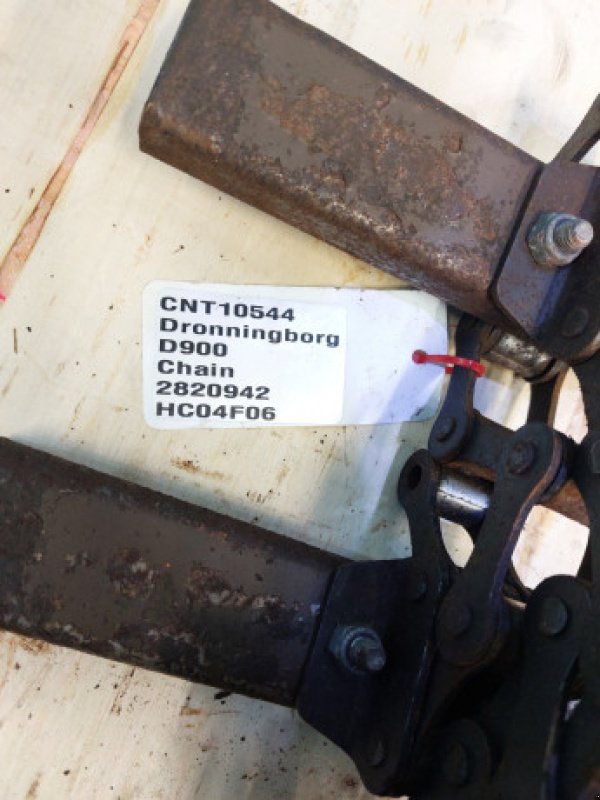 CNT10544
Dronningborg
D900
Chain
2820942
HC04F06